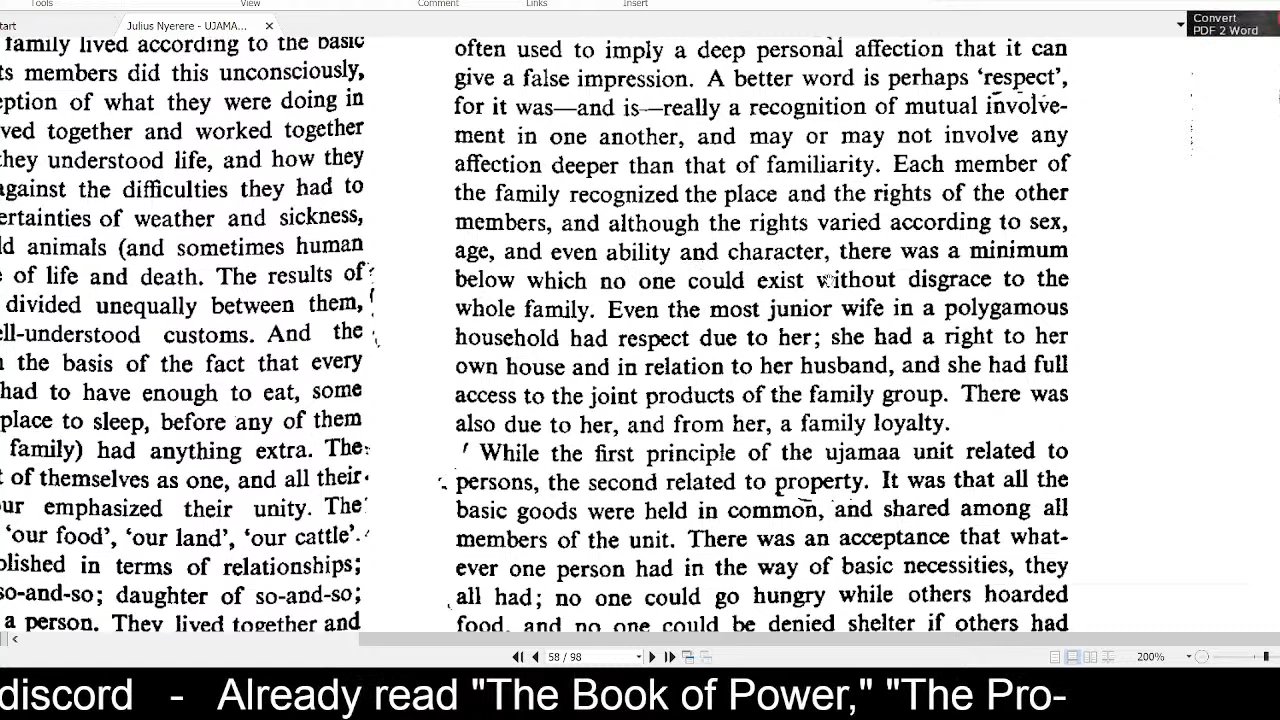 Tools View Comment Links Insert
tart Julius Nyerere - UJAMA... × Convert
PDF 2 Word
family lived according to the basic
ts members did this unconsciously,
eption of what they were doing in
ved together and worked together
they understood life, and how they
against the difficulties they had to
ertainties of weather and sickness,
ld animals (and sometimes human
e of life and death. The results of
divided unequally between them,
ell-understood customs. And the
n the basis of the fact that every
had to have enough to eat, some
place to sleep, before any of them
family) had anything extra. The
t of themselves as one, and all their
ur emphasized their unity. The
‘our food’, ‘our land’, ‘our cattle’.
blished in terms of relationships;
so-and-so; daughter of so-and-so;
a person. They lived together and
often used to imply a deep personal affection that it can
give a false impression. A better word is perhaps ‘respect’,
for it was—and is—really a recognition of mutual involve-
ment in one another, and may or may not involve any
affection deeper than that of familiarity. Each member of
the family recognized the place and the rights of the other
members, and although the rights varied according to sex,
age, and even ability and character, there was a minimum
below which no one could exist without disgrace to the
whole family. Even the most junior wife in a polygamous
household had respect due to her; she had a right to her
own house and in relation to her husband, and she had full
access to the joint products of the family group. There was
also due to her, and from her, a family loyalty.
While the first principle of the ujamaa unit related to
persons, the second related to property. It was that all the
basic goods were held in common, and shared among all
members of the unit. There was an acceptance that what-
ever one person had in the way of basic necessities, they
all had; no one could go hungry while others hoarded
food, and no one could be denied shelter if others had
58 / 98 200%
discord - Already read "The Book of Power," "The Pro-